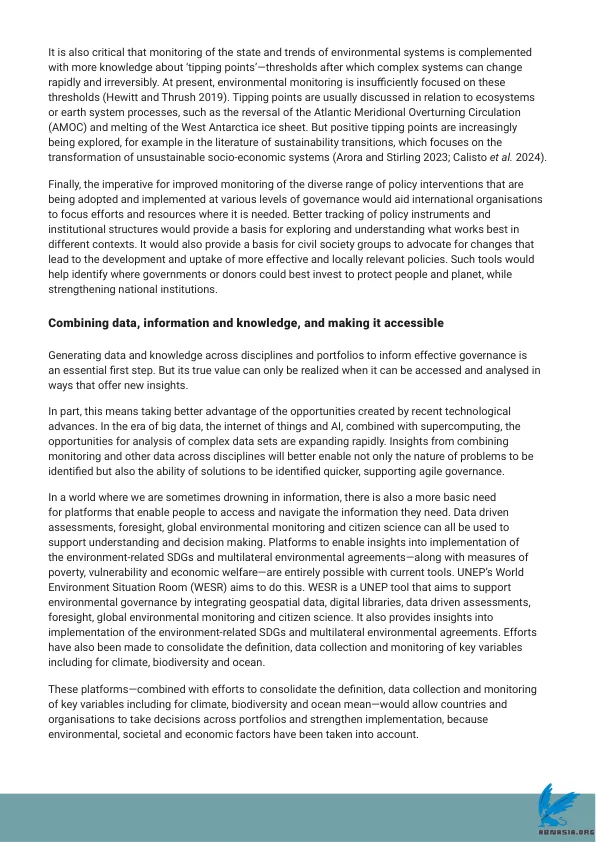 It is also critical that monitoring of the state and trends of environmental systems is complemented
with more knowledge about ‘tipping points’—thresholds after which complex systems can change
rapidly and irreversibly. At present, environmental monitoring is insufficiently focused on these
thresholds (Hewitt and Thrush 2019). Tipping points are usually discussed in relation to ecosystems
or earth system processes, such as the reversal of the Atlantic Meridional Overturning Circulation
(AMOC) and melting of the West Antarctica ice sheet. But positive tipping points are increasingly
being explored, for example in the literature of sustainability transitions, which focuses on the
transformation of unsustainable socio-economic systems (Arora and Stirling 2023; Calisto et al. 2024).
Finally, the imperative for improved monitoring of the diverse range of policy interventions that are
being adopted and implemented at various levels of governance would aid international organisations
to focus efforts and resources where it is needed. Better tracking of policy instruments and
institutional structures would provide a basis for exploring and understanding what works best in
different contexts. It would also provide a basis for civil society groups to advocate for changes that
lead to the development and uptake of more effective and locally relevant policies. Such tools would
help identify where governments or donors could best invest to protect people and planet, while
strengthening national institutions.
Combining data, information and knowledge, and making it accessible
Generating data and knowledge across disciplines and portfolios to inform effective governance is
an essential first step. But its true value can only be realized when it can be accessed and analysed in
ways that offer new insights.
In part, this means taking better advantage of the opportunities created by recent technological
advances. In the era of big data, the internet of things and AI, combined with supercomputing, the
opportunities for analysis of complex data sets are expanding rapidly. Insights from combining
monitoring and other data across disciplines will better enable not only the nature of problems to be
identified but also the ability of solutions to be identified quicker, supporting agile governance.
In a world where we are sometimes drowning in information, there is also a more basic need
for platforms that enable people to access and navigate the information they need. Data driven
assessments, foresight, global environmental monitoring and citizen science can all be used to
support understanding and decision making. Platforms to enable insights into implementation of
the environment-related SDGs and multilateral environmental agreements—along with measures of
poverty, vulnerability and economic welfare—are entirely possible with current tools. UNEP’s World
Environment Situation Room (WESR) aims to do this. WESR is a UNEP tool that aims to support
environmental governance by integrating geospatial data, digital libraries, data driven assessments,
foresight, global environmental monitoring and citizen science. It also provides insights into
implementation of the environment-related SDGs and multilateral environmental agreements. Efforts
have also been made to consolidate the definition, data collection and monitoring of key variables
including for climate, biodiversity and ocean.
These platforms—combined with efforts to consolidate the definition, data collection and monitoring
of key variables including for climate, biodiversity and ocean mean—would allow countries and
organisations to take decisions across portfolios and strengthen implementation, because
environmental, societal and economic factors have been taken into account.
ABNASIA.ORG